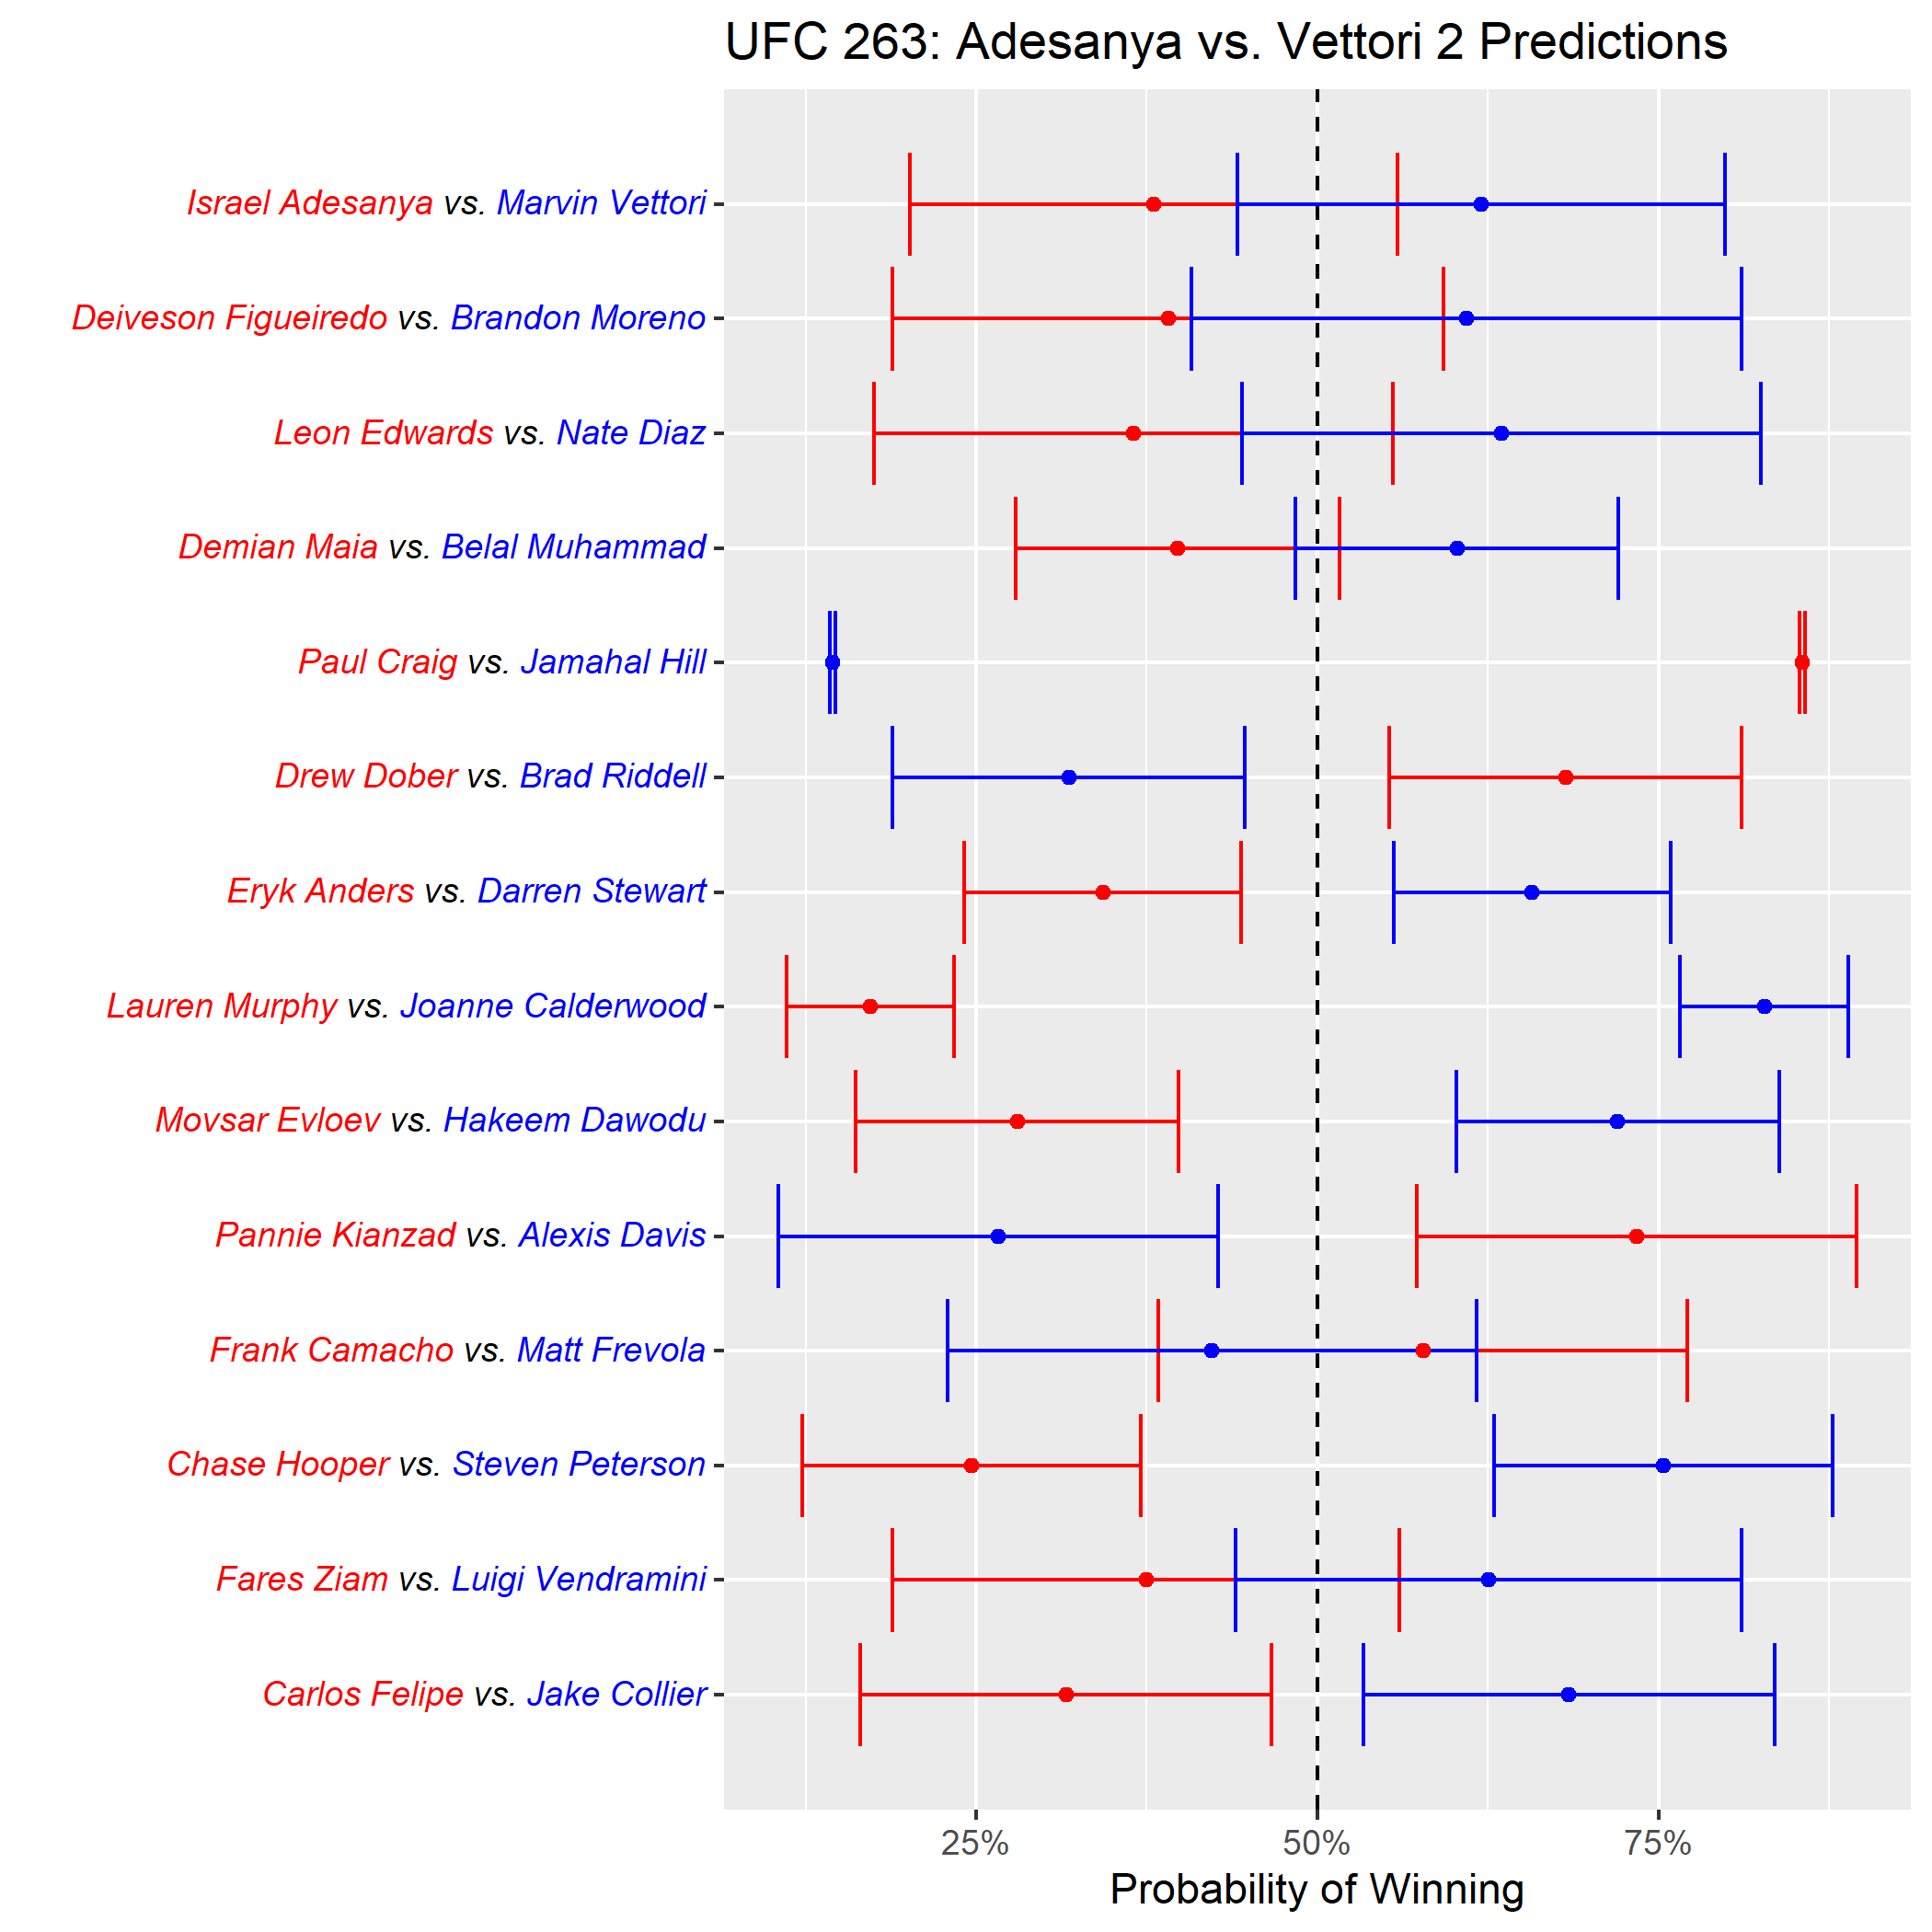 UFC 263: Adesanya vs. Vettori 2 Predictions
Israel Adesanya vs. Marvin Vettori
Deiveson Figueiredo vs. Brandon Moreno
Leon Edwards vs. Nate Diaz
Demian Maia vs. Belal Muhammad
Paul Craig vs. Jamahal Hill
Drew Dober vs. Brad Riddell
Eryk Anders vs. Darren Stewart
Lauren Murphy vs. Joanne Calderwood
Movsar Evloev vs. Hakeem Dawodu
Pannie Kianzad vs. Alexis Davis
Frank Camacho vs. Matt Frevola
Chase Hooper vs. Steven Peterson
Fares Ziam vs. Luigi Vendramini
Carlos Felipe vs. Jake Collier
25% 50% 75%
Probability of Winning